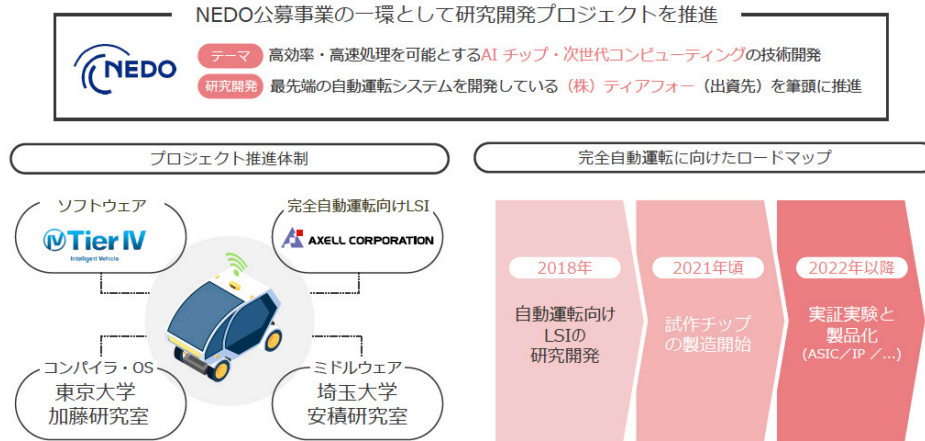 NEDO公募事業の一環として研究開発プロジェクトを推進
NEDO
テーマ 高効率・高速処理を可能とするAI チップ・次世代コンピューティングの技術開発
研究開発 最先端の自動運転システムを開発している（株）ティアフォー（出資先）を筆頭に推進
プロジェクト推進体制
ソフトウェア
IV Tier IV
Intelligent Vehicle
完全自動運転向けLSI
AXELL CORPORATION
コンパイラ・OS
東京大学
加藤研究室
ミドルウェア
埼玉大学
安積研究室
完全自動運転に向けたロードマップ
2018年
自動運転向け
LSIの
研究開発
2021年頃
試作チップ
の製造開始
2022年以降
実証実験と
製品化
(ASIC／IP ／...)